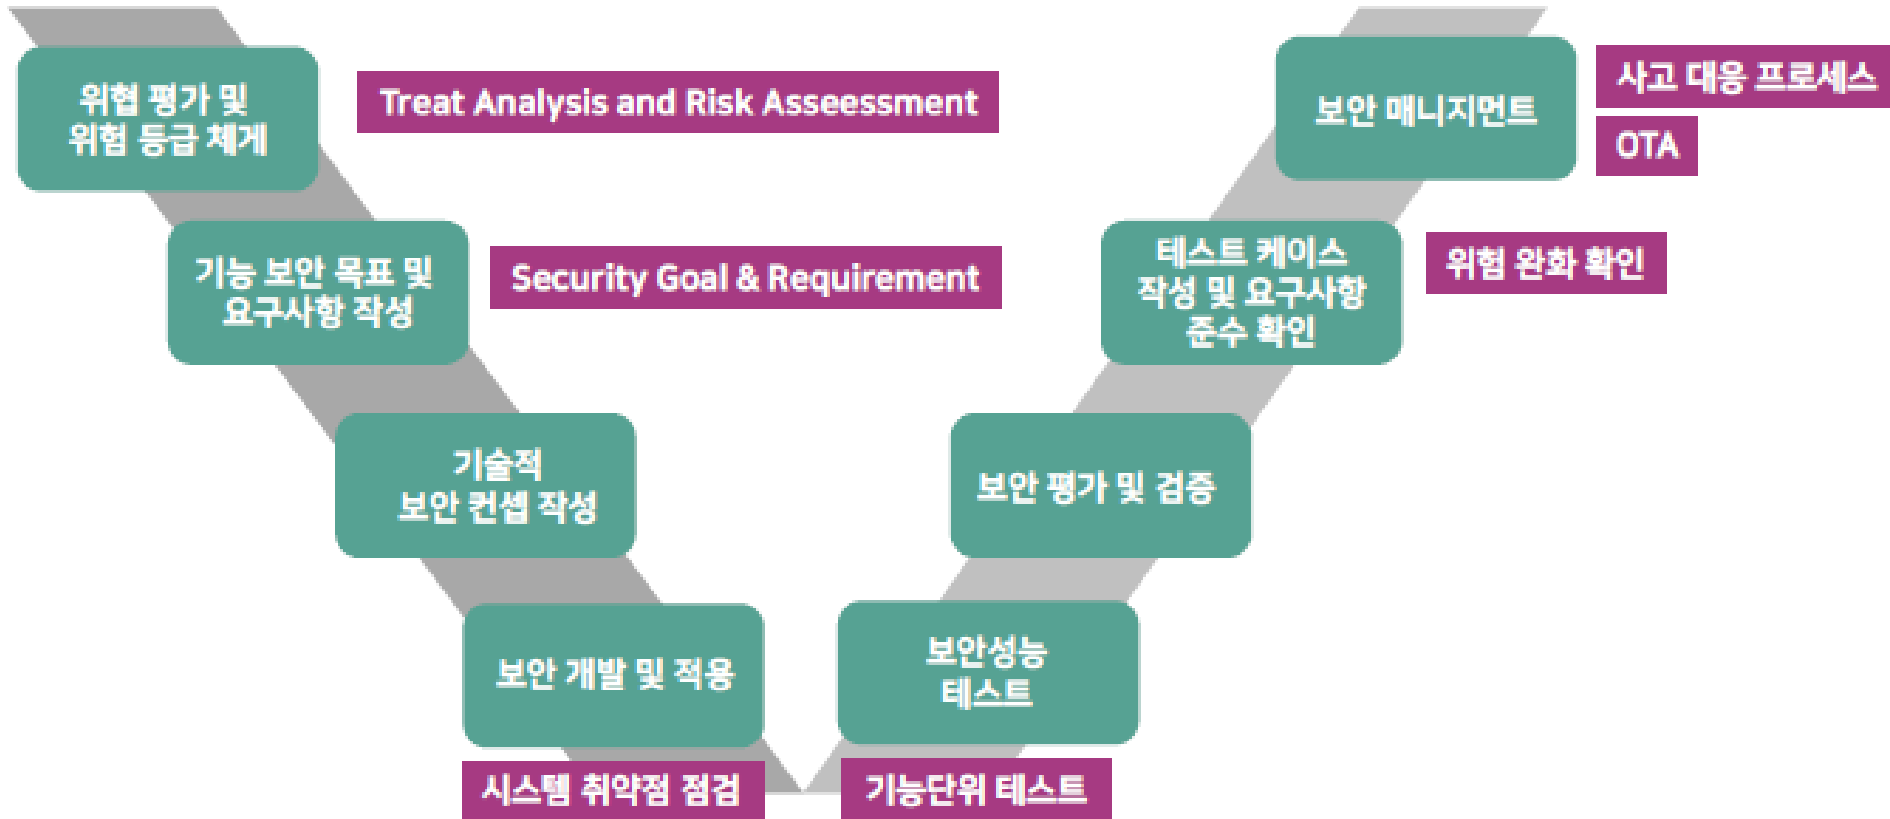 위협 평가 및
위험 등급 체게
Treat Analysis and Risk Asseessment
기능 보안 목표 및
요구사항 작성
Security Goal & Requirement
기술적
보안 컨셉 작성
보안 개발 및 적용
시스템 취약점 점검
보안성능
테스트
기능단위 테스트
보안 평가 및 검증
테스트 케이스
작성 및 요구사항
준수 확인
위험 완화 확인
보안 매니지먼트
사고 대응 프로세스
OTA